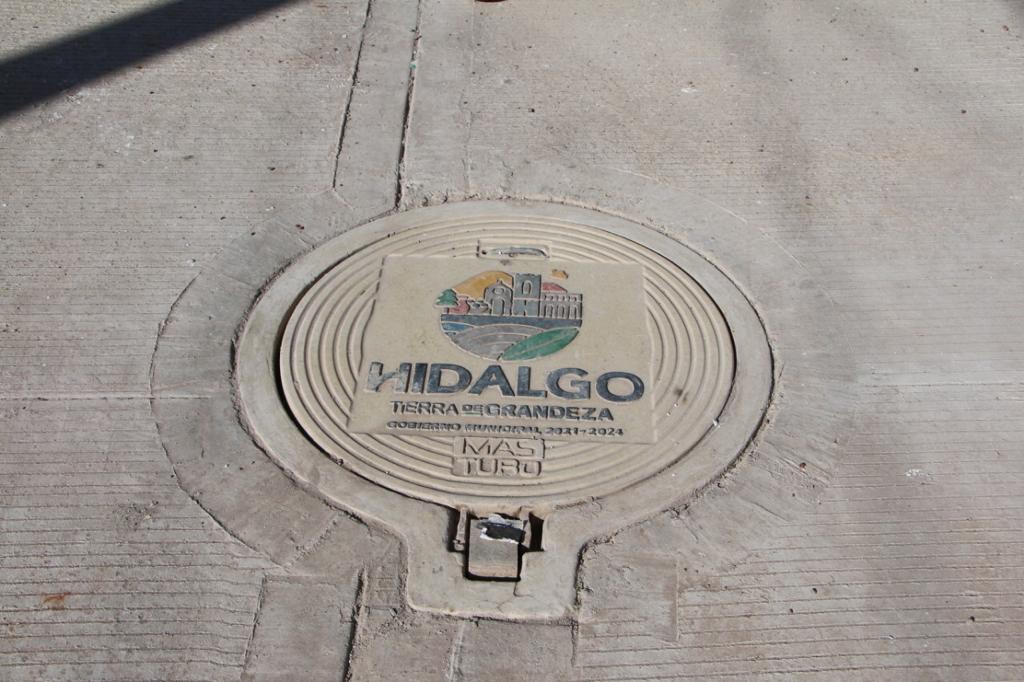 HIDALGO
TIERRA DE GRANDEZA
GOBIERNO MUNICIPAL 2021-2024
MAS
TUBO